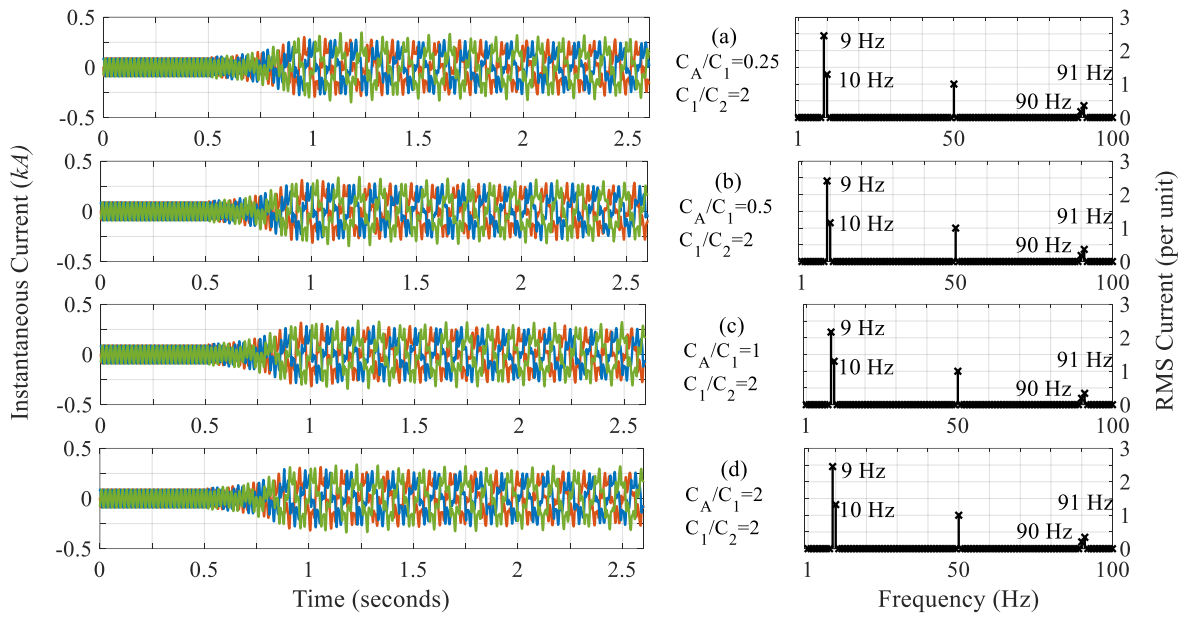 0.5
0
-0.5
0
0.5
1
1.5
2
2.5
(a)
C_A/C_1=0.25
C_1/C_2=2
9 Hz
10 Hz
91 Hz
90 Hz
3
2
1
0
1
50
100
0.5
0
-0.5
0
0.5
1
1.5
2
2.5
(b)
C_A/C_1=0.5
C_1/C_2=2
9 Hz
10 Hz
91 Hz
90 Hz
3
2
1
0
1
50
100
0.5
0
-0.5
0
0.5
1
1.5
2
2.5
(c)
C_A/C_1=1
C_1/C_2=2
9 Hz
10 Hz
91 Hz
90 Hz
3
2
1
0
1
50
100
0.5
0
-0.5
0
0.5
1
1.5
2
2.5
(d)
C_A/C_1=2
C_1/C_2=2
9 Hz
10 Hz
91 Hz
90 Hz
3
2
1
0
1
50
100
Instantaneous Current (kA)
Time (seconds)
Frequency (Hz)
RMS Current (per unit)